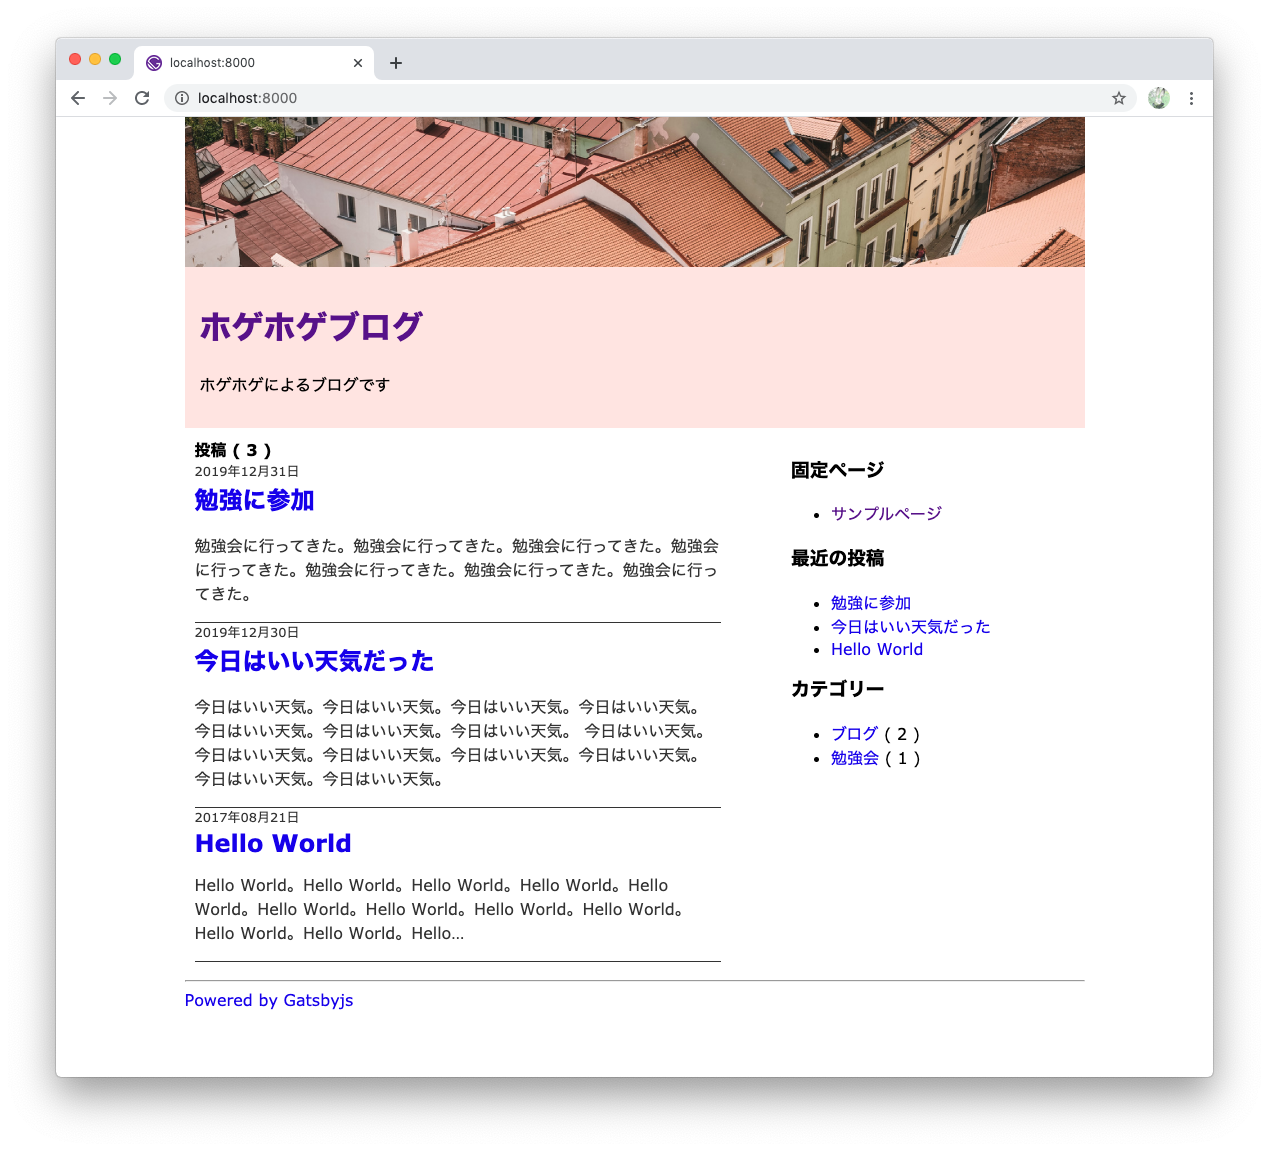 localhost:8000
localhost:8000
ホゲホゲブログ
ホゲホゲによるブログです
投稿 ( 3 )
2019年12月31日
勉強に参加
勉強会に行ってきた。勉強会に行ってきた。勉強会に行ってきた。勉強会
に行ってきた。勉強会に行ってきた。勉強会に行ってきた。勉強会に行っ
てきた。
2019年12月30日
今日はいい天気だった
今日はいい天気。今日はいい天気。今日はいい天気。今日はいい天気。
今日はいい天気。今日はいい天気。今日はいい天気。 今日はいい天気。
今日はいい天気。今日はいい天気。今日はいい天気。今日はいい天気。
今日はいい天気。今日はいい天気。
2017年08月21日
Hello World
Hello World。Hello World。Hello World。Hello World。Hello
World。Hello World。Hello World。Hello World。Hello World。
Hello World。Hello World。Hello...
固定ページ
サンプルページ
最近の投稿
勉強に参加
今日はいい天気だった
Hello World
カテゴリー
ブログ ( 2 )
勉強会 ( 1 )
Powered by Gatsbyjs